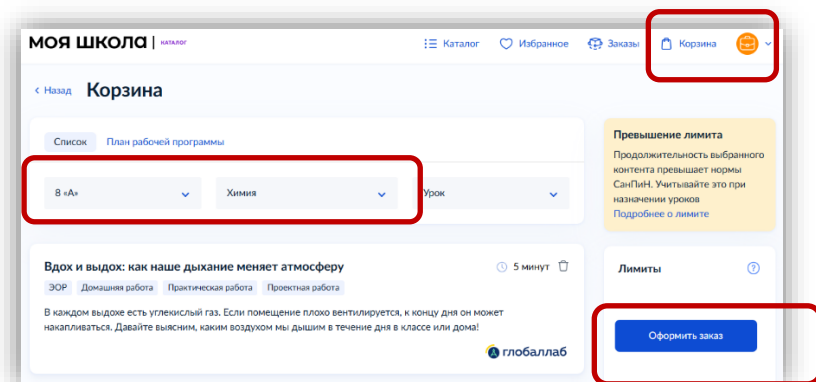 МОЯ ШКОЛА | КАТАЛОГ
Каталог
Избранное
Заказы
Корзина
‹ Назад Корзина
Список План рабочей программы
8 «А» Химия Урок
Превышение лимита
Продолжительность выбранного
контента превышает нормы
СанПиН. Учитывайте это при
назначении уроков
Подробнее о лимите
Вдох и выдох: как наше дыхание меняет атмосферу
5 минут
ЭОР Домашняя работа Практическая работа Проектная работа
В каждом выдохе есть углекислый газ. Если помещение плохо вентилируется, к концу дня он может
накапливаться. Давайте выясним, каким воздухом мы дышим в течение дня в классе или дома!
глобаллаб
Лимиты ?
Оформить заказ